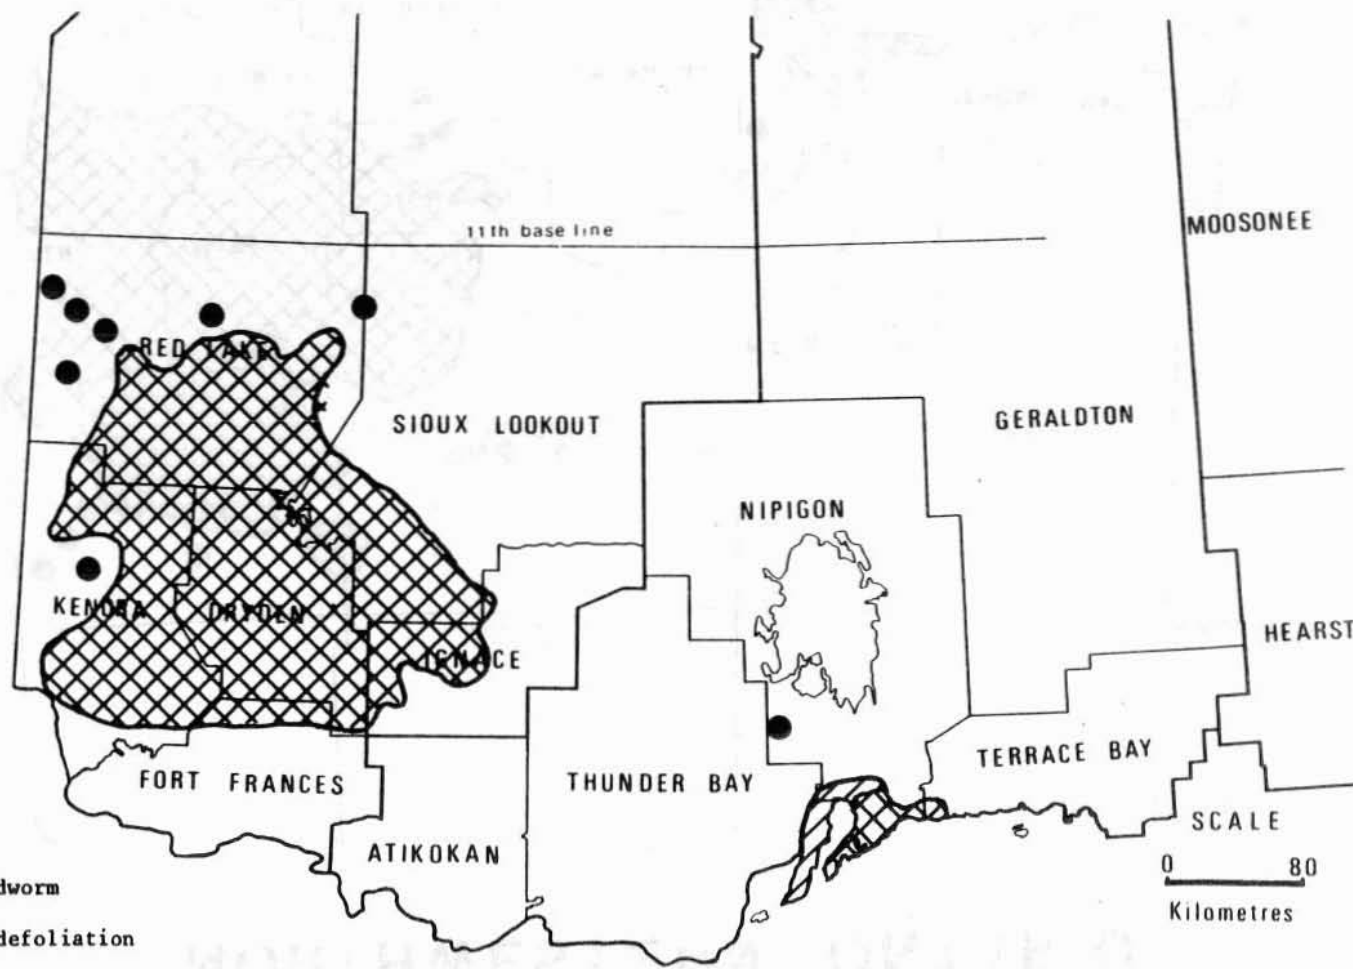 11th base line
MOOSONEE
RED LAKE
SIOUX LOOKOUT
GERALDTON
NIPIGON
KENORA
DRYDEN
IGNACE
HEARST
FORT FRANCES
THUNDER BAY
TERRACE BAY
ATIKOKAN
SCALE
0 80
Kilometres
dworm
defoliation